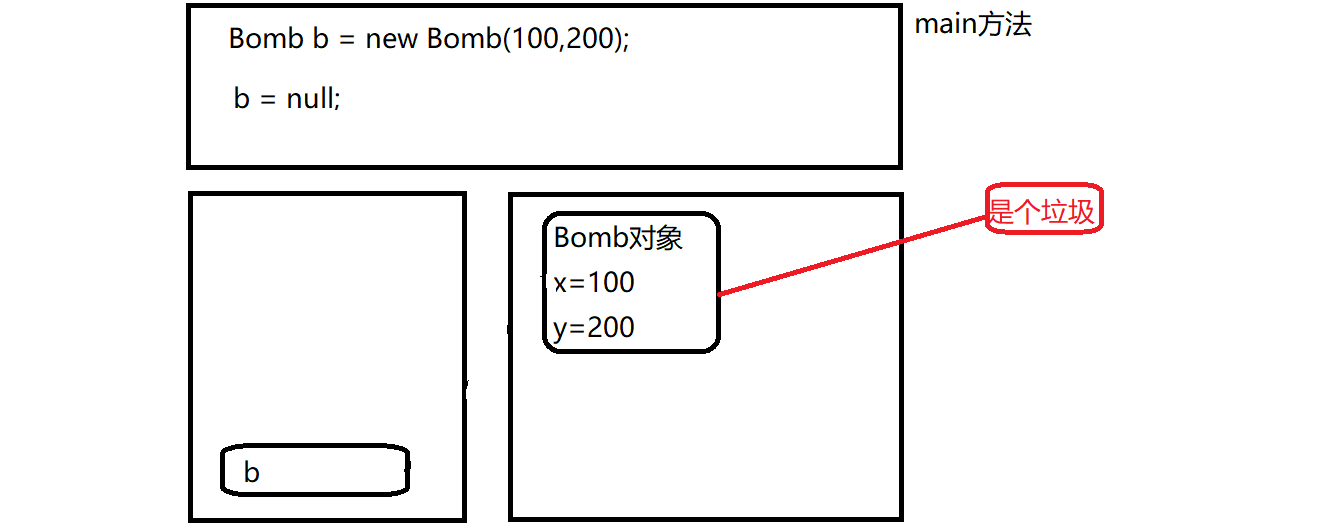 Bomb b = new Bomb(100,200);
main方法
b = null;
是个垃圾
Bomb对象
x=100
y=200
b